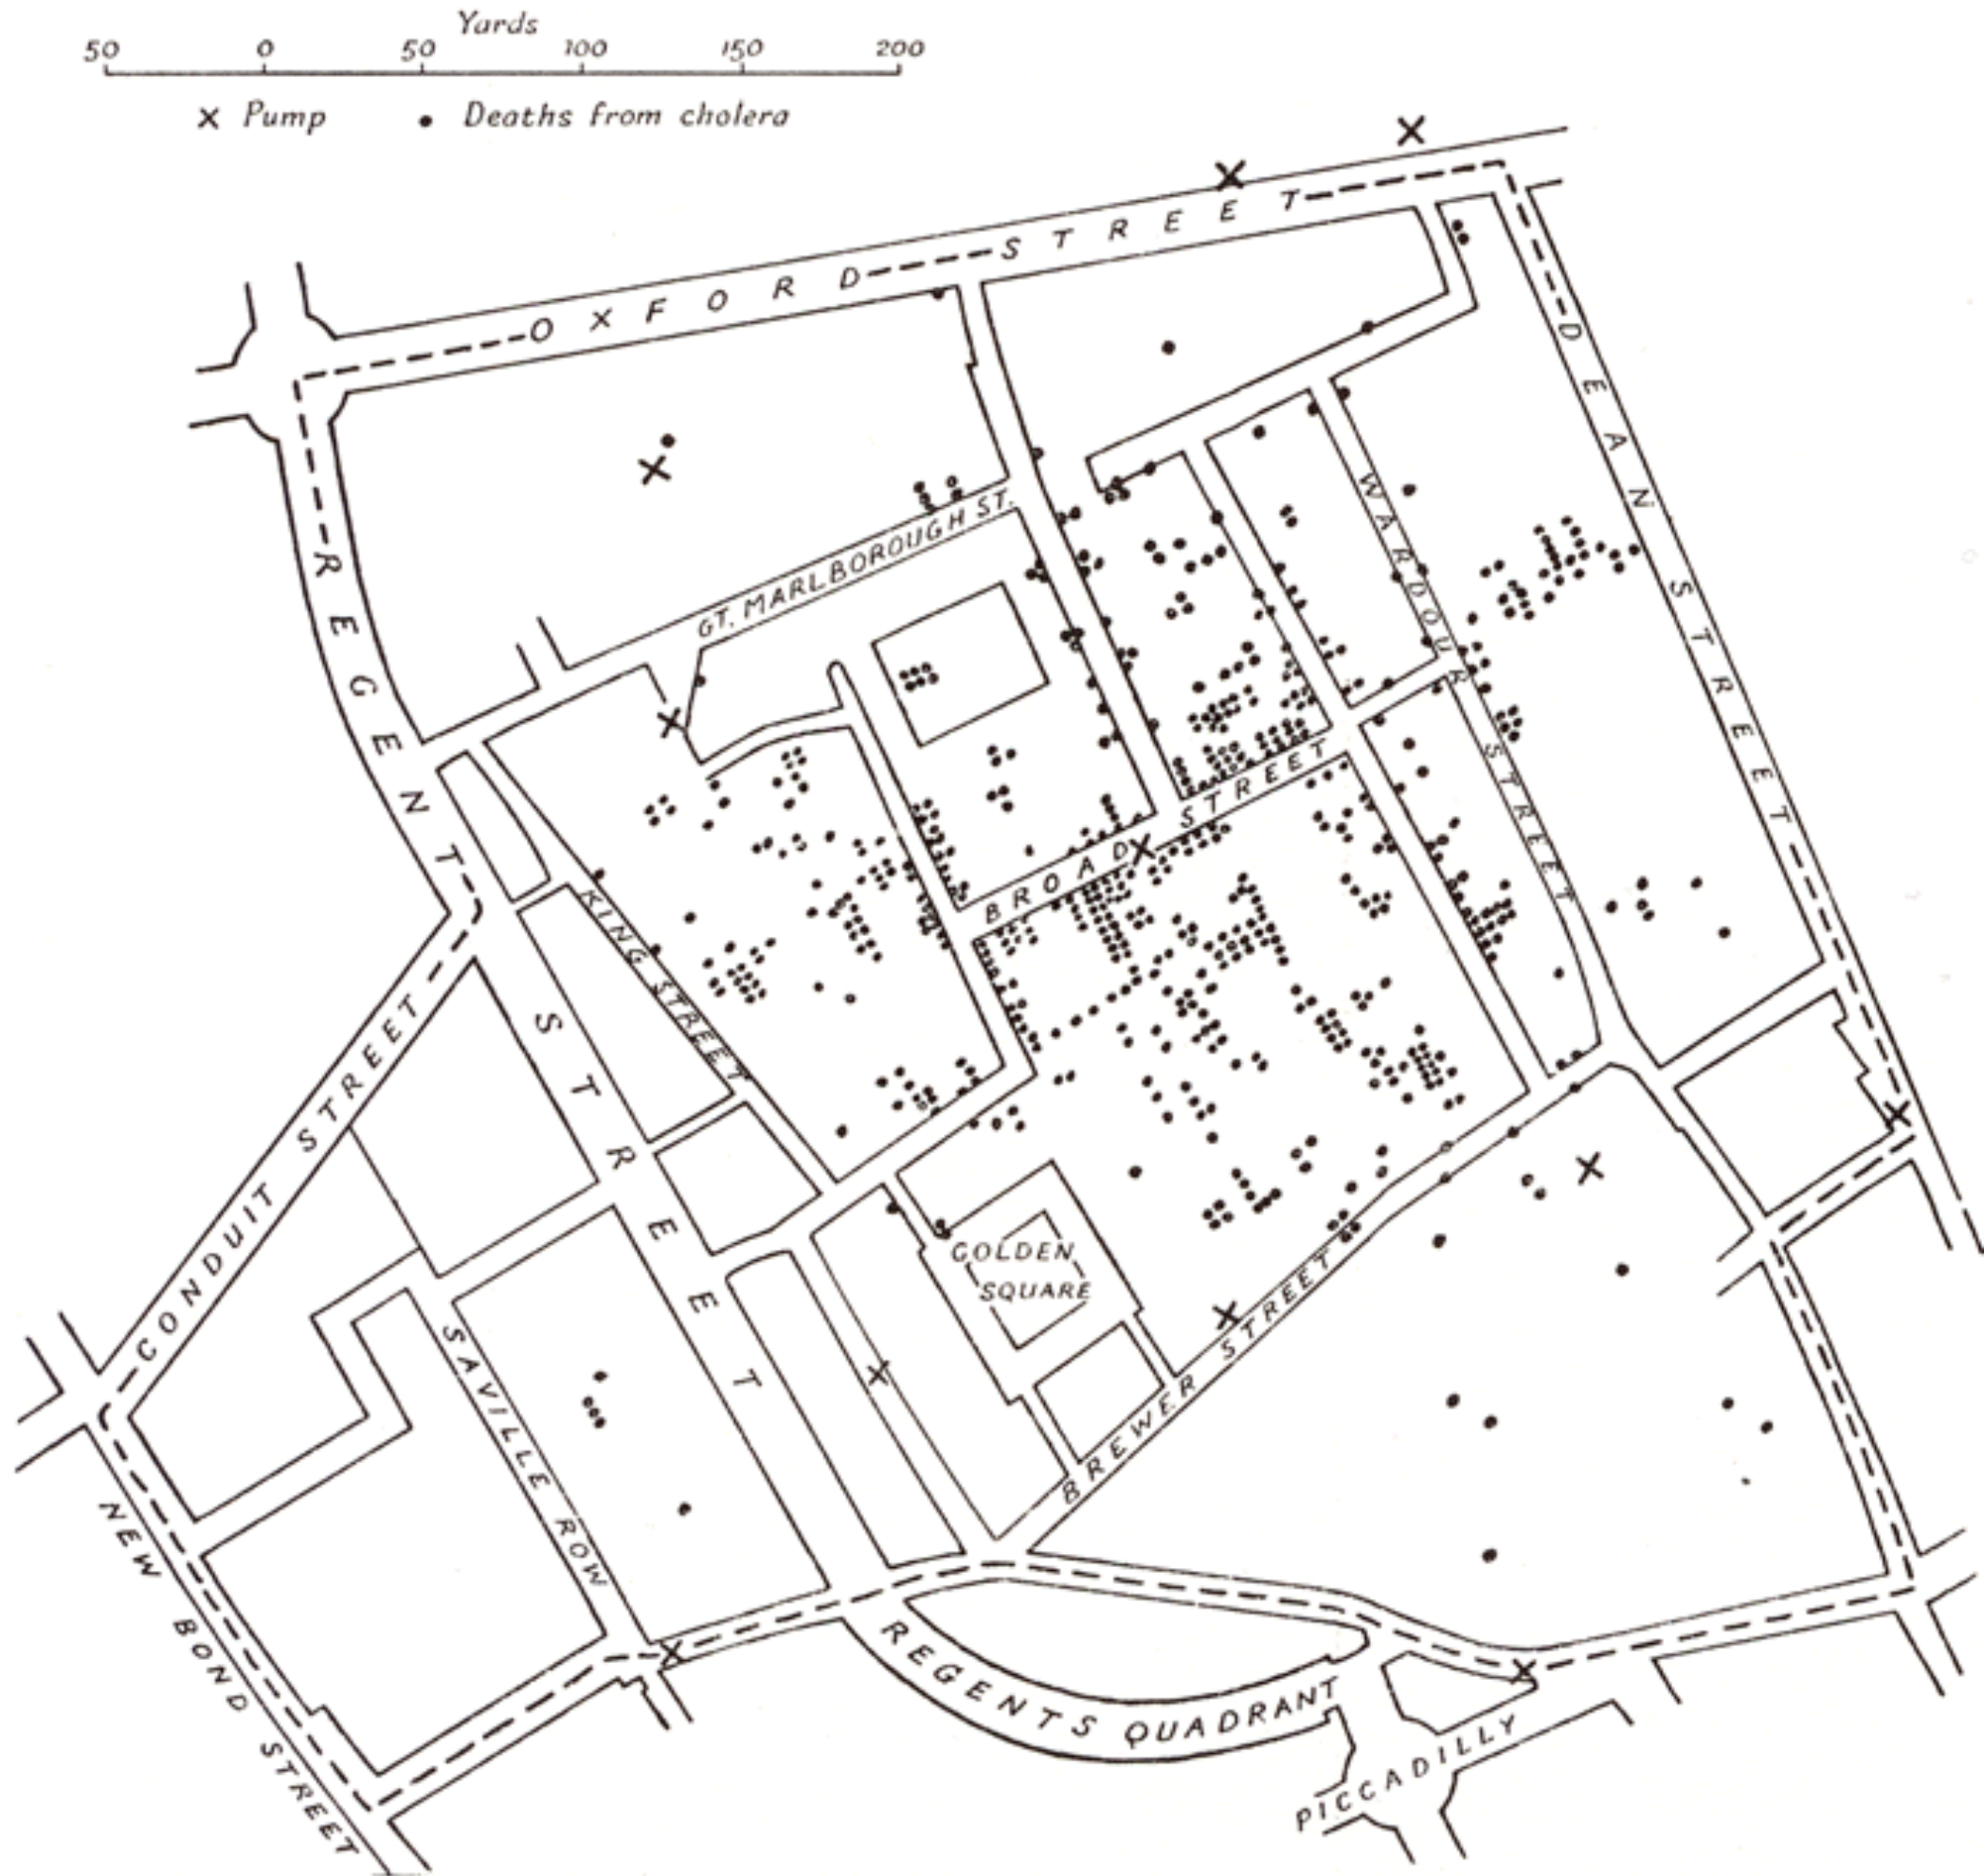 Yards
50 0 50 100 150 200
× Pump • Deaths from cholera
OXFORD STREET
DEAN STREET
REGENT STREET
GT. MARLBOROUGH ST.
WARDOUR STREET
BROAD STREET
KING STREET
CONDUIT STREET
GOLDEN
SQUARE
BREWER STREET
SAVILLE ROW
NEW BOND STREET
REGENTS QUADRANT
PICCADILLY